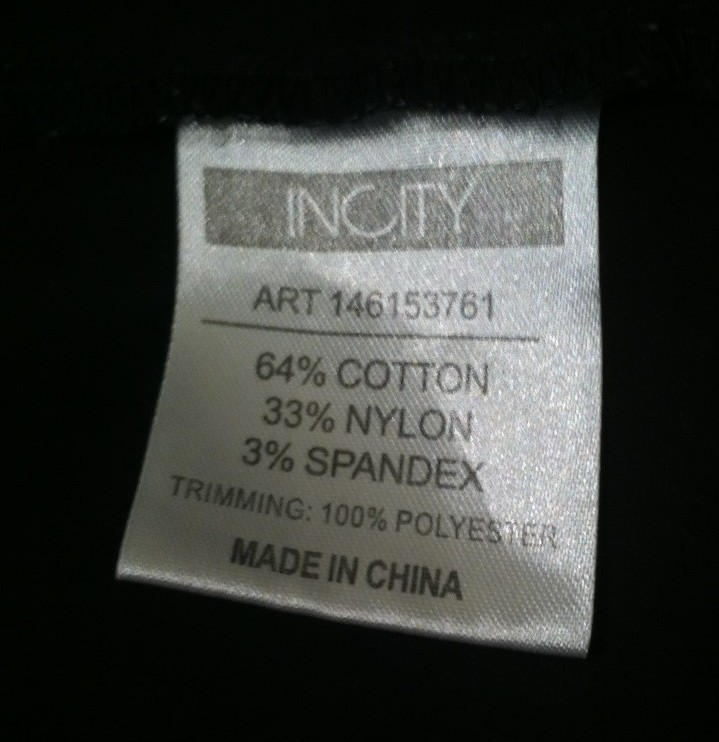 INCITY
ART 146153761
64% COTTON
33% NYLON
3% SPANDEX
TRIMMING: 100% POLYESTER
MADE IN CHINA